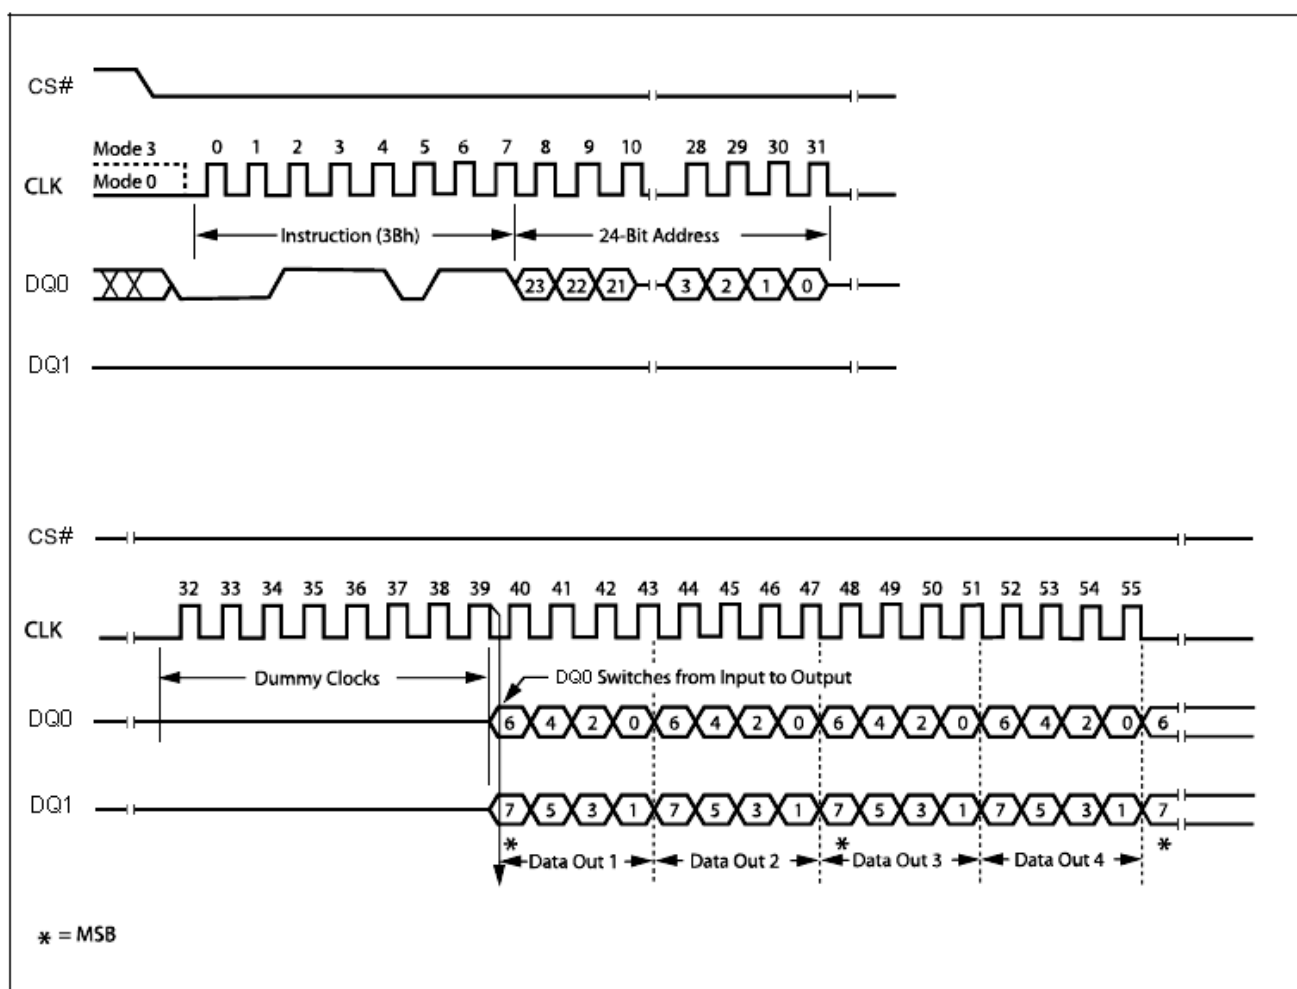 CS#
Mode 3 0 1 2 3 4 5 6 7 8 9 10 28 29 30 31
CLK Mode 0
Instruction (3Bh) 24-Bit Address
DQ0 23 22 21 3 2 1 0
DQ1
CS#
32 33 34 35 36 37 38 39 40 41 42 43 44 45 46 47 48 49 50 51 52 53 54 55
CLK
Dummy Clocks DQ0 Switches from Input to Output
DQ0 6 4 2 0 6 4 2 0 6 4 2 0 6 4 2 0 6
DQ1 7 5 3 1 7 5 3 1 7 5 3 1 7 5 3 1 7
* * *
Data Out 1 Data Out 2 Data Out 3 Data Out 4
* = MSB